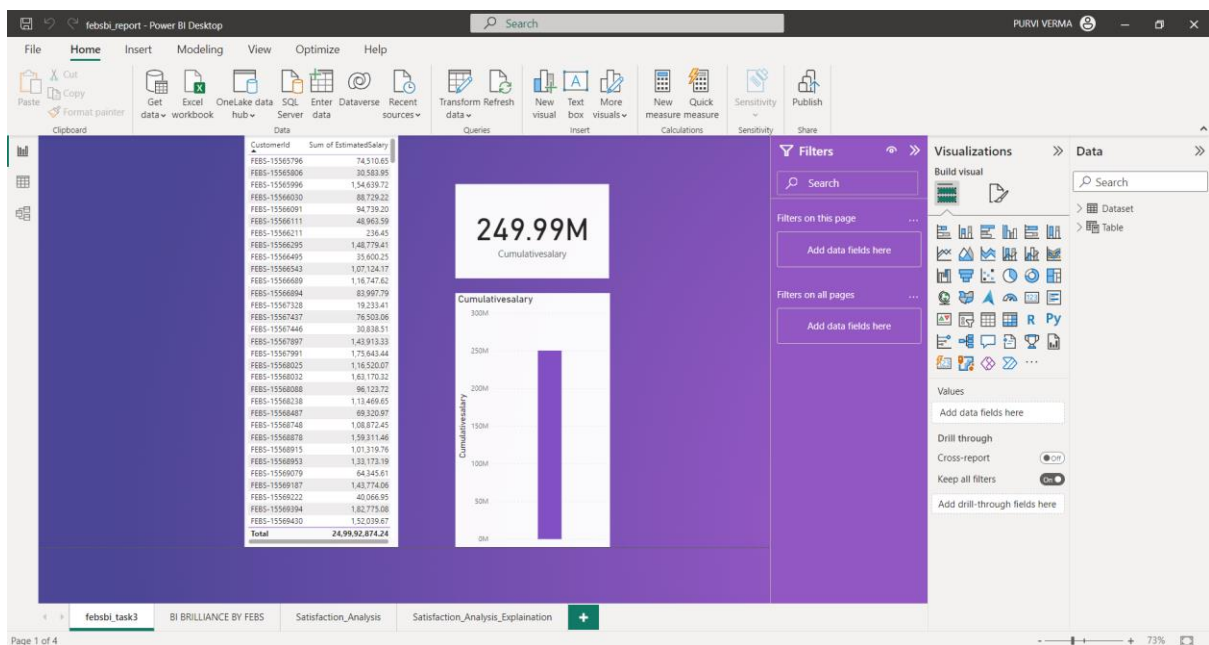 febsbi_report - Power BI Desktop
Search
PURVI VERMA
File Home Insert Modeling View Optimize Help
Paste
Cut
Copy
Format painter
Get data
Excel workbook
OneLake data hub
SQL Server
Enter data
Dataverse
Recent sources
Transform data
Refresh
New visual
Text box
More visuals
New measure
Quick measure
Sensitivity
Publish
Clipboard Data Queries Insert Calculations Sensitivity Share
CustomerId Sum of EstimatedSalary
FEBS-15565796 74,510.65
FEBS-15565806 30,583.95
FEBS-15565996 1,54,639.72
FEBS-15566030 88,729.22
FEBS-15566091 94,739.20
FEBS-15566111 48,963.59
FEBS-15566211 236.45
FEBS-15566295 1,48,779.41
FEBS-15566495 35,600.25
FEBS-15566543 1,07,124.17
FEBS-15566689 1,16,747.62
FEBS-15566894 83,997.79
FEBS-15567328 19,233.41
FEBS-15567437 76,503.06
FEBS-15567446 30,838.51
FEBS-15567897 1,43,913.33
FEBS-15567991 1,75,643.44
FEBS-15568025 1,16,520.07
FEBS-15568032 1,63,170.32
FEBS-15568088 96,123.72
FEBS-15568238 1,13,469.65
FEBS-15568487 69,320.97
FEBS-15568748 1,08,872.45
FEBS-15568878 1,59,311.46
FEBS-15568915 1,01,319.76
FEBS-15568953 1,33,173.19
FEBS-15569079 64,345.61
FEBS-15569187 1,43,774.06
FEBS-15569222 40,066.95
FEBS-15569394 1,82,775.08
FEBS-15569430 1,52,039.67
Total 24,99,92,874.24
249.99M
Cumulativesalary
Cumulativesalary
300M
250M
200M
150M
100M
50M
0M
Cumulativesalary
Filters
Search
Filters on this page ...
Add data fields here
Filters on all pages ...
Add data fields here
Visualizations
Build visual
R Py
...
Values
Add data fields here
Drill through
Cross-report Off
Keep all filters On
Add drill-through fields here
Data
Search
Dataset
Table
febsbi_task3 BI BRILLIANCE BY FEBS Satisfaction_Analysis Satisfaction_Analysis_Explaination +
Page 1 of 4
- + 73%